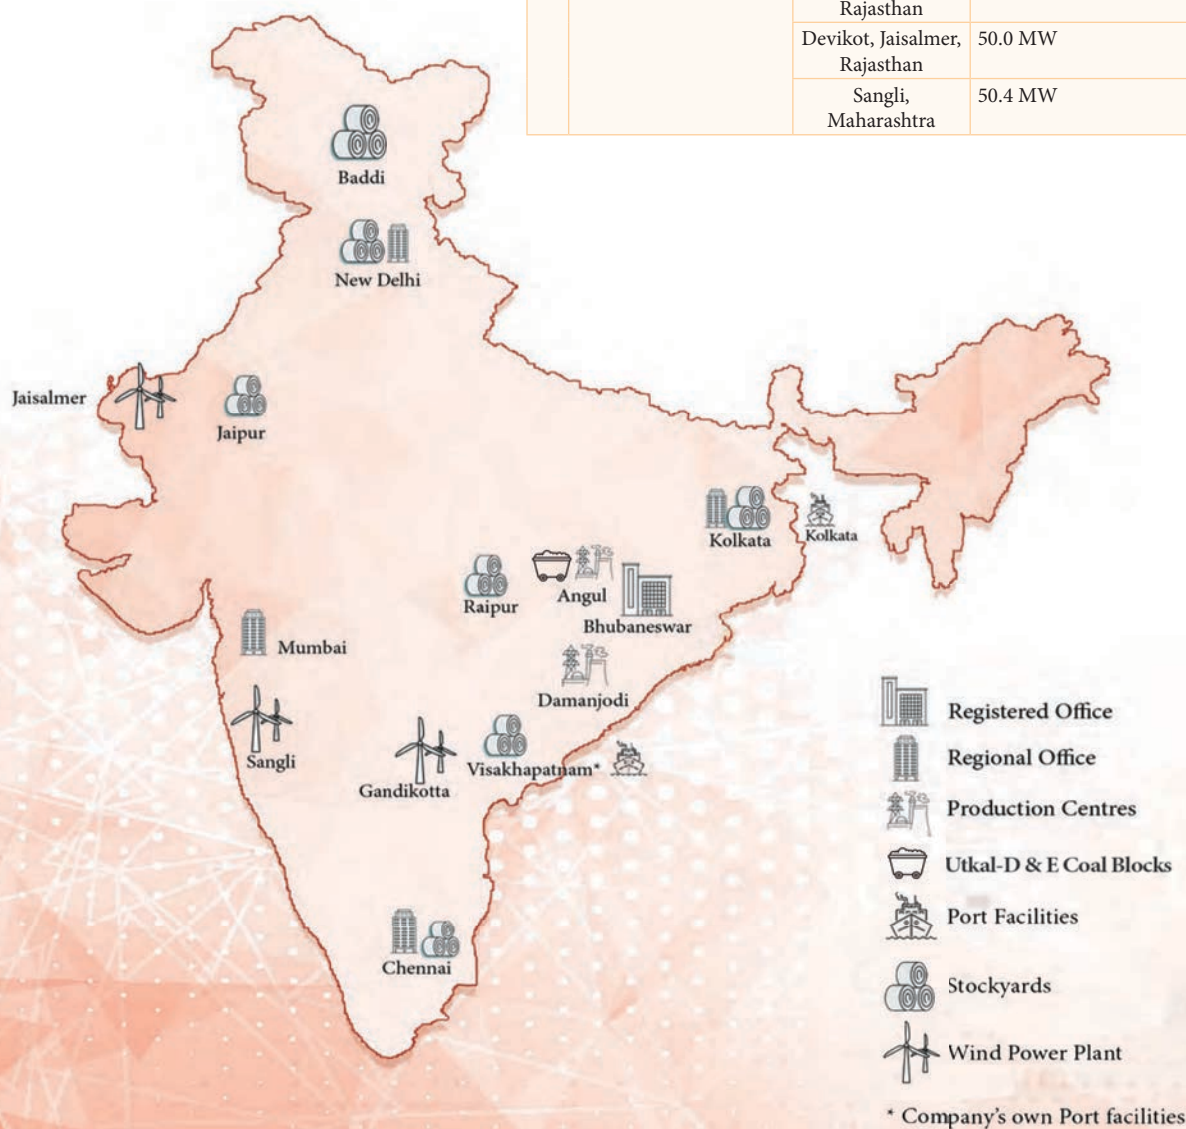 Rajasthan
Devikot, Jaisalmer, 50.0 MW
Rajasthan
Sangli, 50.4 MW
Maharashtra
Baddi
New Delhi
Jaisalmer
Jaipur
Kolkata
Kolkata
Raipur
Angul
Bhubaneswar
Mumbai
Damanjodi
Sangli
Gandikotta
Visakhapatnam*
Chennai
Registered Office
Regional Office
Production Centres
Utkal-D & E Coal Blocks
Port Facilities
Stockyards
Wind Power Plant
* Company's own Port facilities